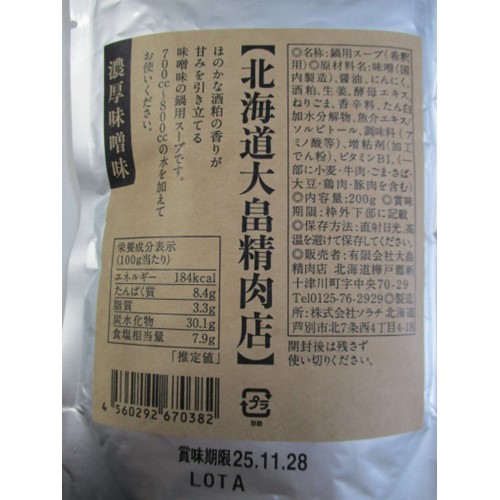 濃厚味噌味
ほのかな酒粕の香りが
甘みを引き立てる
味噌味の鍋用スープです。
700cc~800ccの水を加えて
お使いください。
【北海道大畠精肉店】
◎名称:鍋用スープ(希釈
用)◎原材料名:味噌(国
内製造)、醤油、にんにく、
酒粕、生姜、酵母エキス、
ねりごま、香辛料、たん白
加水分解物、魚介エキス/
ソルビトール、調味料(ア
ミノ酸等)、増粘剤(加工
でん粉)、ビタミンB1、(一
部に小麦・牛肉・ごま・さば・
大豆・鶏肉・豚肉を含む)
◎内容量:200g ◎賞味
期限:枠外下部に記載
◎保存方法:直射日光、高
温を避けて保存してください。
◎販売者:有限会社大畠
精肉店 北海道樺戸郡新
十津川町字中央70-29
Tel0125-76-2929◎製造
所:株式会社ソラチ 北海道
芦別市北7条西4丁目4-18
開封後は残さず
使い切りください。
栄養成分表示
(100g当たり)
エネルギー 184kcal
たんぱく質 8.4g
脂質 3.3g
炭水化物 30.1g
食塩相当量 7.9g
「推定値」
4 560292 670382
プラ
賞味期限25.11.28
LOTA